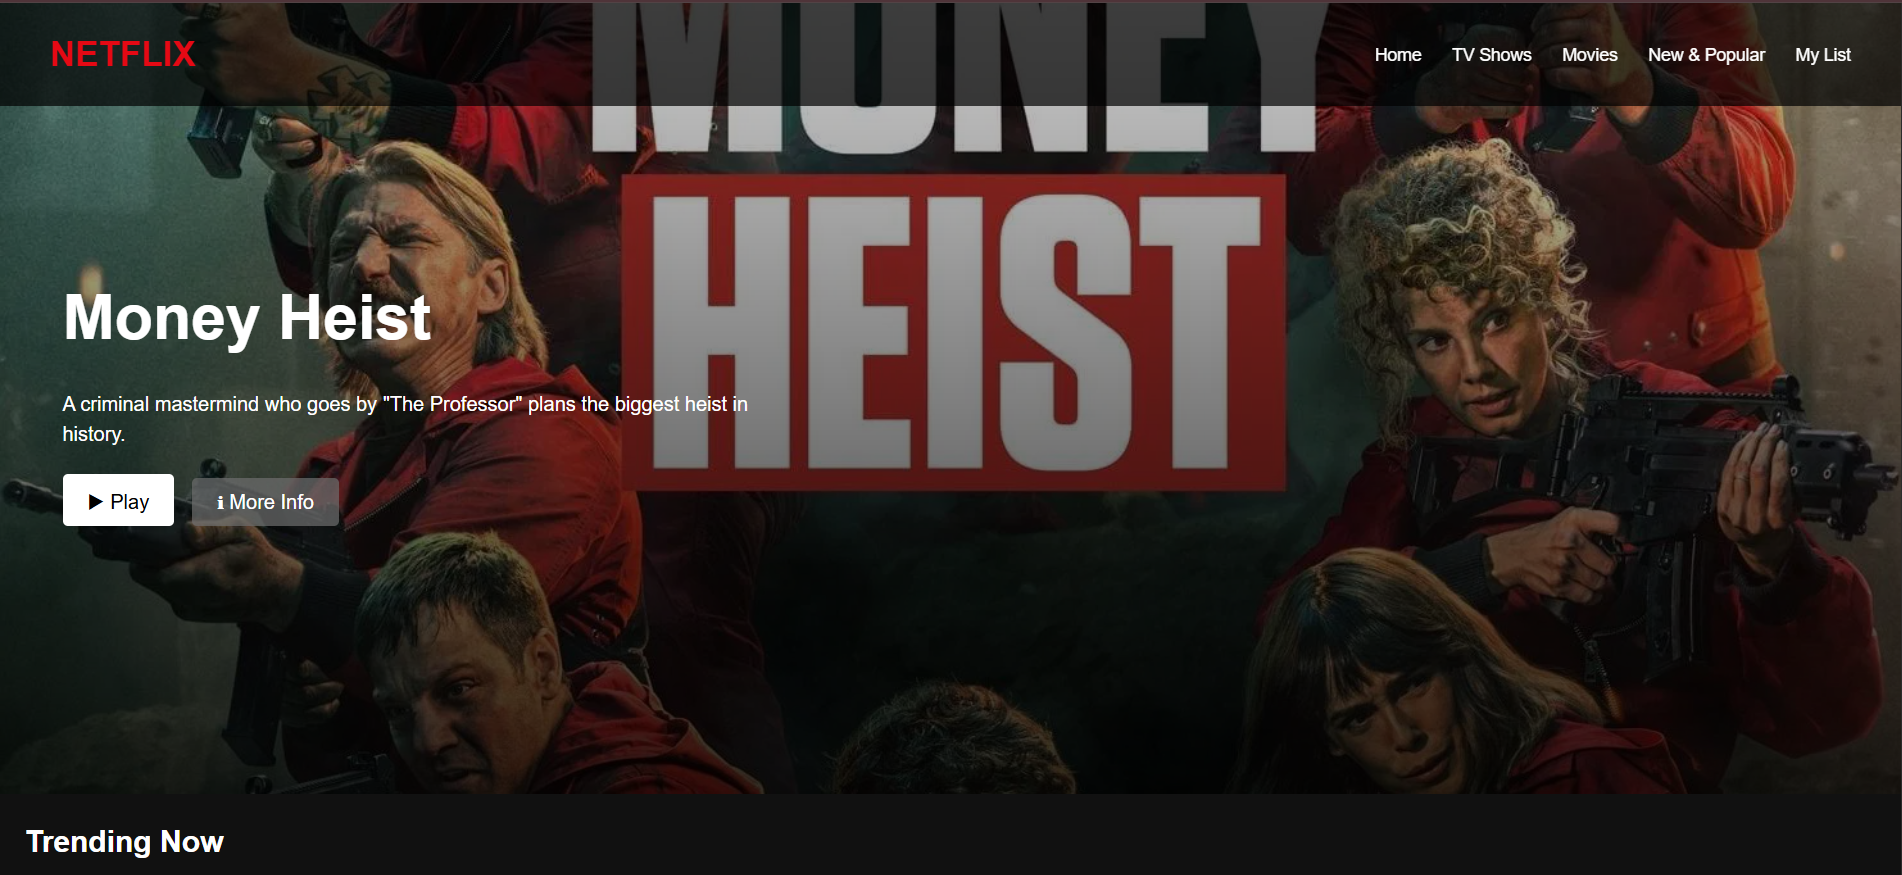 NETFLIX
Home
TV Shows
Movies
New & Popular
My List
MONEY
HEIST
Money Heist
A criminal mastermind who goes by "The Professor" plans the biggest heist in
history.
▶ Play
ℹ More Info
Trending Now